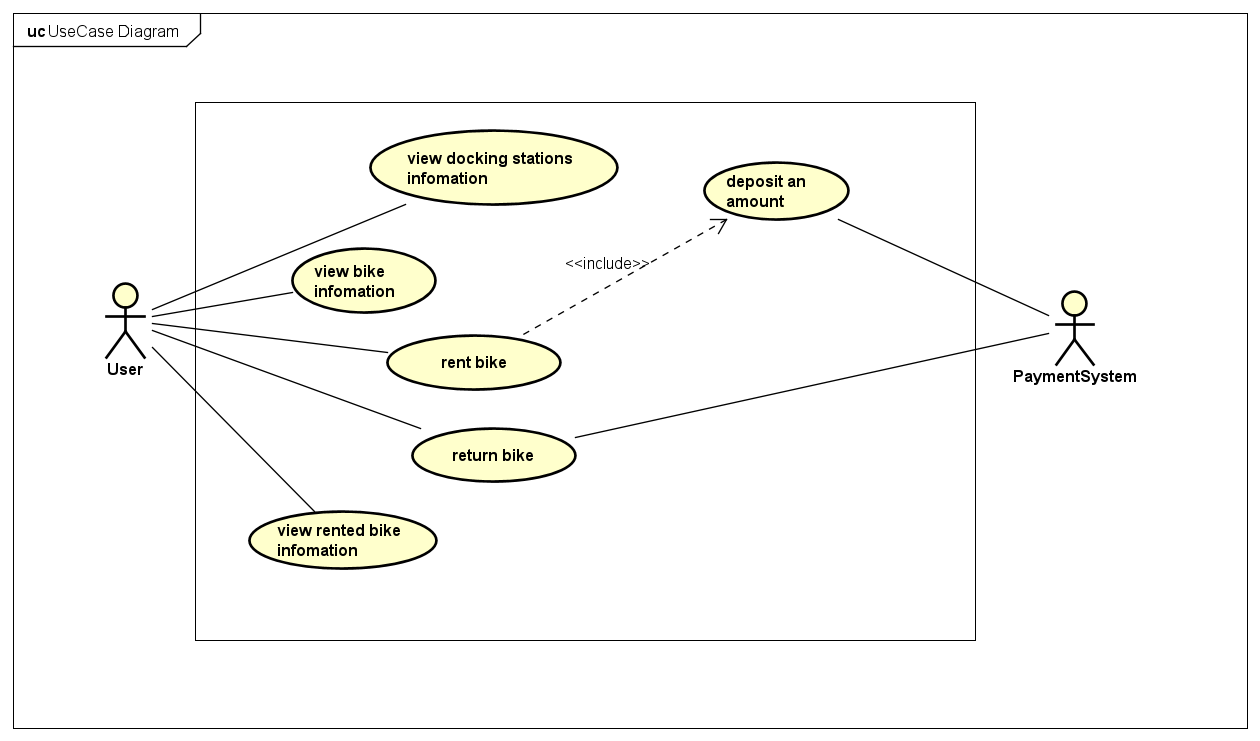 uc UseCase Diagram
view docking stations
infomation
deposit an
amount
<<include>>
view bike
infomation
User
rent bike
PaymentSystem
return bike
view rented bike
infomation